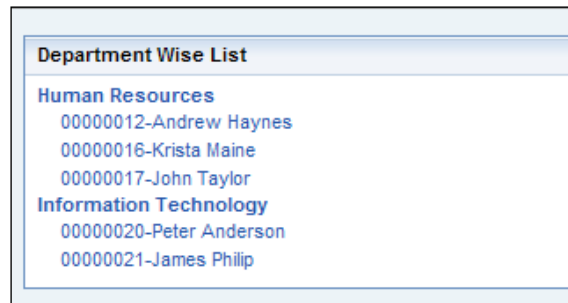 Department Wise List
Human Resources
00000012-Andrew Haynes
00000016-Krista Maine
00000017-John Taylor
Information Technology
00000020-Peter Anderson
00000021-James Philip